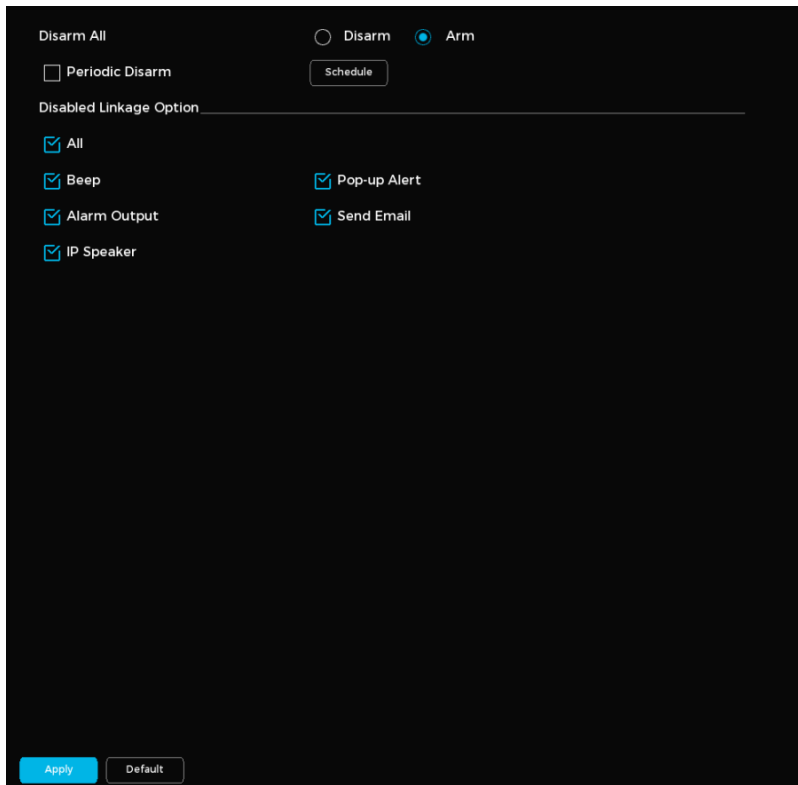 Disarm All Disarm Arm
Periodic Disarm Schedule
Disabled Linkage Option
All
Beep Pop-up Alert
Alarm Output Send Email
IP Speaker
Apply Default